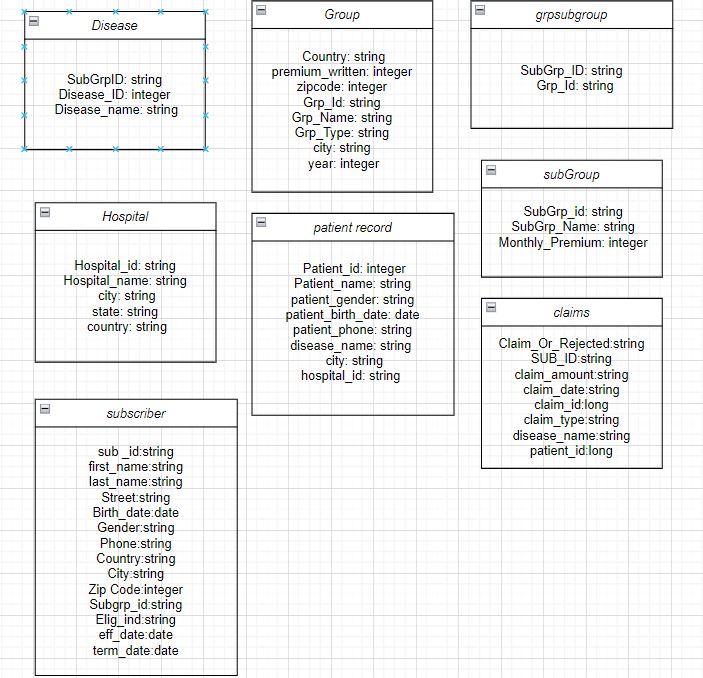 Disease
SubGrpID: string
Disease_ID: integer
Disease_name: string
Group
Country: string
premium_written: integer
zipcode: integer
Grp_Id: string
Grp_Name: string
Grp_Type: string
city: string
year: integer
grpsubgroup
SubGrp_ID: string
Grp_Id: string
subGroup
SubGrp_id: string
SubGrp_Name: string
Monthly_Premium: integer
Hospital
Hospital_id: string
Hospital_name: string
city: string
state: string
country: string
patient record
Patient_id: integer
Patient_name: string
patient_gender: string
patient_birth_date: date
patient_phone: string
disease_name: string
city: string
hospital_id: string
claims
Claim_Or_Rejected:string
SUB_ID:string
claim_amount:string
claim_date:string
claim_id:long
claim_type:string
disease_name:string
patient_id:long
subscriber
sub _id:string
first_name:string
last_name:string
Street:string
Birth_date:date
Gender:string
Phone:string
Country:string
City:string
Zip Code:integer
Subgrp_id:string
Elig_ind:string
eff_date:date
term_date:date